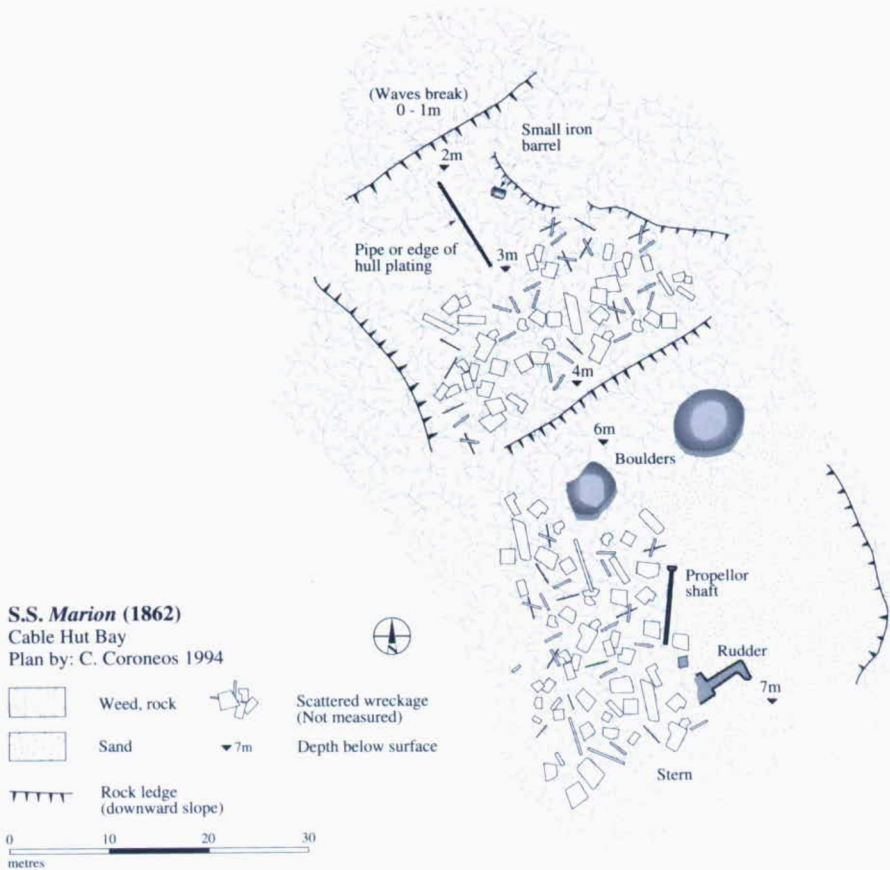 (Waves break)
0 - 1m
Small iron
barrel
2m
Pipe or edge of
hull plating
3m
4m
6m
Boulders
Propellor
shaft
Rudder
7m
Stern
S.S. Marion (1862)
Cable Hut Bay
Plan by: C. Coroneos 1994
N
Weed, rock
Scattered wreckage
(Not measured)
Sand
7m
Depth below surface
Rock ledge
(downward slope)
0 10 20 30
metres